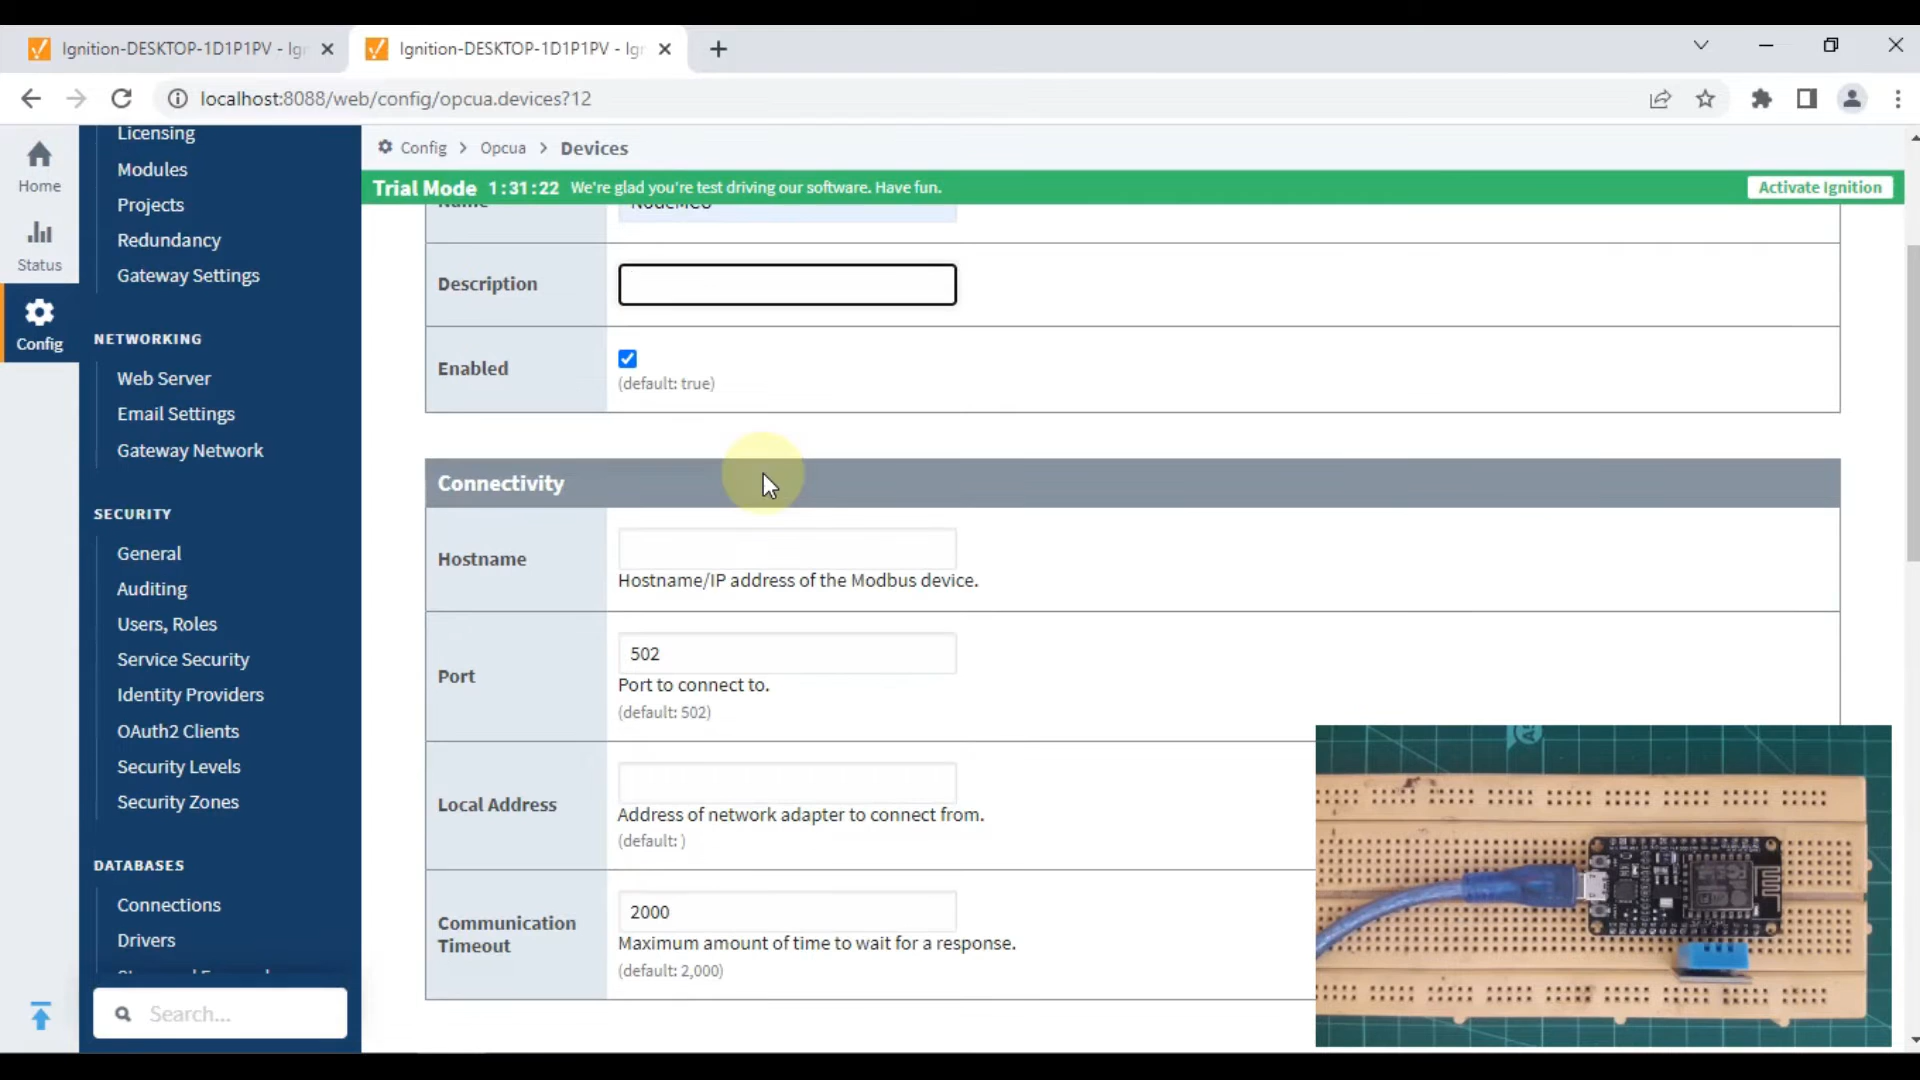 Ignition-DESKTOP-1D1P1PV - Ig
Ignition-DESKTOP-1D1P1PV - Ig
localhost:8088/web/config/opcua.devices?12
Home
Status
Config
Licensing
Modules
Projects
Redundancy
Gateway Settings
NETWORKING
Web Server
Email Settings
Gateway Network
SECURITY
General
Auditing
Users, Roles
Service Security
Identity Providers
OAuth2 Clients
Security Levels
Security Zones
DATABASES
Connections
Drivers
Search...
Config > Opcua > Devices
Trial Mode 1:31:22 We're glad you're test driving our software. Have fun. Activate Ignition
Name NodeMCU
Description
Enabled
(default: true)
Connectivity
Hostname
Hostname/IP address of the Modbus device.
Port
502
Port to connect to.
(default: 502)
Local Address
Address of network adapter to connect from.
(default: )
Communication Timeout
2000
Maximum amount of time to wait for a response.
(default: 2,000)